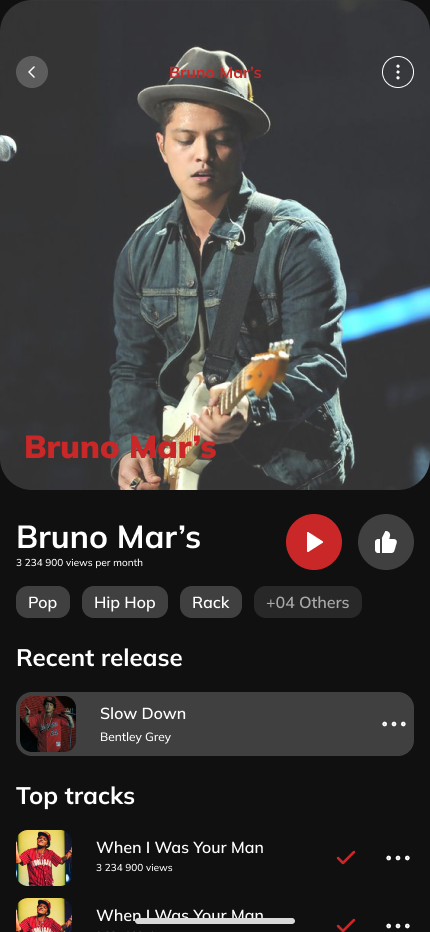 Bruno Mar's
Bruno Mar's
Bruno Mar’s
3 234 900 views per month
Pop
Hip Hop
Rack
+04 Others
Recent release
Slow Down
Bentley Grey
Top tracks
When I Was Your Man
3 234 900 views
When I Was Your Man